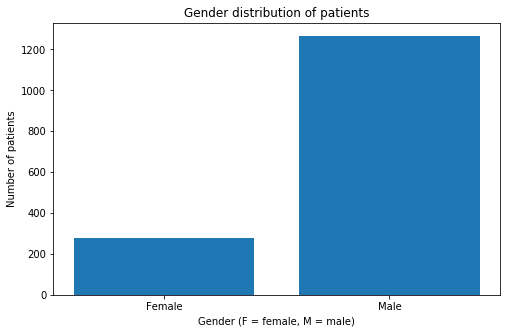 Gender distribution of patients
1200
1000
800
600
400
200
0
Number of patients
Female Male
Gender (F = female, M = male)